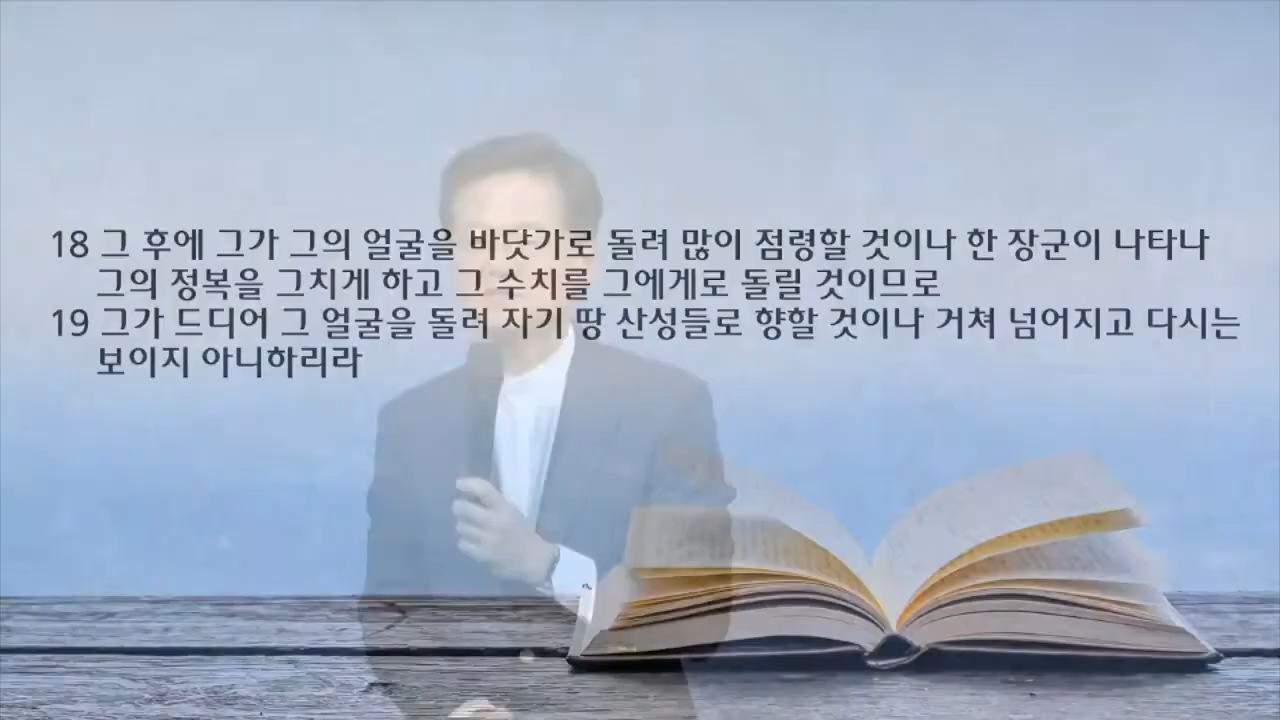 18 그 후에 그가 그의 얼굴을 바닷가로 돌려 많이 점령할 것이나 한 장군이 나타나
그의 정복을 그치게 하고 그 수치를 그에게로 돌릴 것이므로
19 그가 드디어 그 얼굴을 돌려 자기 땅 산성들로 향할 것이나 거쳐 넘어지고 다시는
보이지 아니하리라